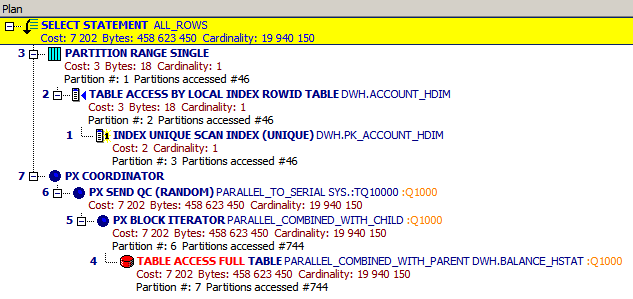 Plan
SELECT STATEMENT ALL_ROWS
Cost: 7 202 Bytes: 458 623 450 Cardinality: 19 940 150
3 PARTITION RANGE SINGLE
Cost: 3 Bytes: 18 Cardinality: 1
Partition #: 1 Partitions accessed #46
2 TABLE ACCESS BY LOCAL INDEX ROWID TABLE DWH.ACCOUNT_HDIM
Cost: 3 Bytes: 18 Cardinality: 1
Partition #: 2 Partitions accessed #46
1 INDEX UNIQUE SCAN INDEX (UNIQUE) DWH.PK_ACCOUNT_HDIM
Cost: 2 Cardinality: 1
Partition #: 3 Partitions accessed #46
7 PX COORDINATOR
6 PX SEND QC (RANDOM) PARALLEL_TO_SERIAL SYS.:TQ10000 :Q1000
Cost: 7 202 Bytes: 458 623 450 Cardinality: 19 940 150
5 PX BLOCK ITERATOR PARALLEL_COMBINED_WITH_CHILD :Q1000
Cost: 7 202 Bytes: 458 623 450 Cardinality: 19 940 150
Partition #: 6 Partitions accessed #744
4 TABLE ACCESS FULL TABLE PARALLEL_COMBINED_WITH_PARENT DWH.BALANCE_HSTAT :Q1000
Cost: 7 202 Bytes: 458 623 450 Cardinality: 19 940 150
Partition #: 7 Partitions accessed #744